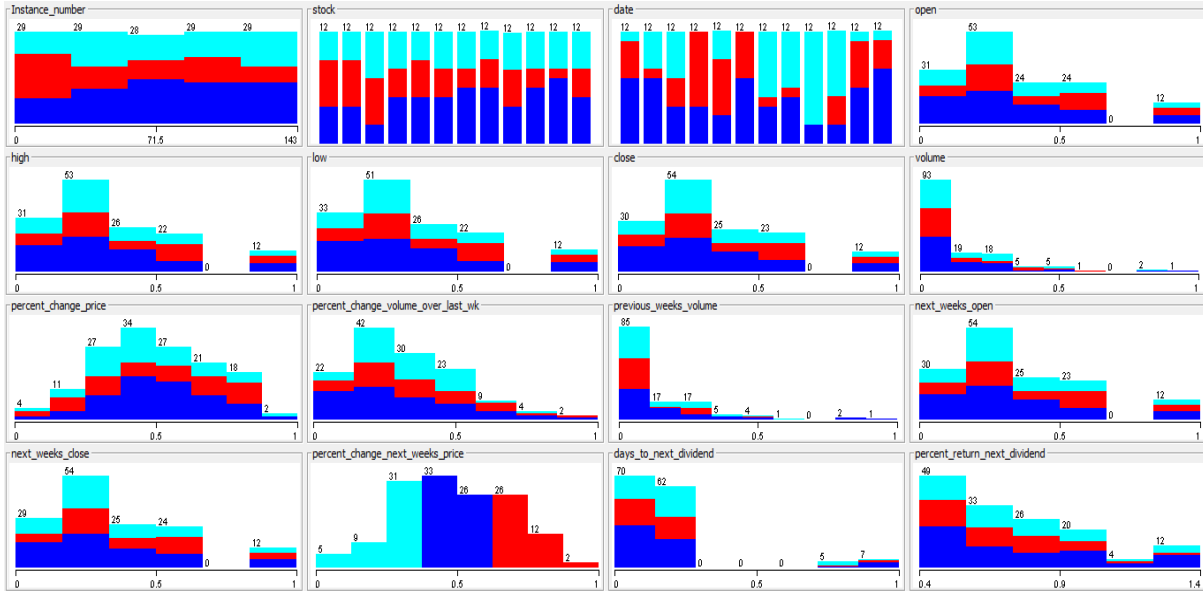 Instance_number
29 29 28 29 29
0 71.5 143
stock
12 12 12 12 12 12 12 12 12 12 12 12
date
12 12 12 12 12 12 12 12 12 12 12 12
open
31 53 24 24 0 12
0 0.5 1
high
31 53 26 22 0 12
0 0.5 1
low
33 51 26 22 0 12
0 0.5 1
close
30 54 25 23 0 12
0 0.5 1
volume
93 19 18 5 5 1 0 2 1
0 0.5 1
percent_change_price
4 11 27 34 27 21 18 2
0 0.5 1
percent_change_volume_over_last_wk
22 42 30 23 9 4 2
0 0.5 1
previous_weeks_volume
85 17 17 5 4 1 0 2 1
0 0.5 1
next_weeks_open
30 54 25 23 0 12
0 0.5 1
next_weeks_close
29 54 25 24 0 12
0 0.5 1
percent_change_next_weeks_price
5 9 31 33 26 26 12 2
0 0.5 1
days_to_next_dividend
70 62 0 0 0 5 7
0 0.5 1
percent_return_next_dividend
49 33 26 20 4 12
0.4 0.9 1.4